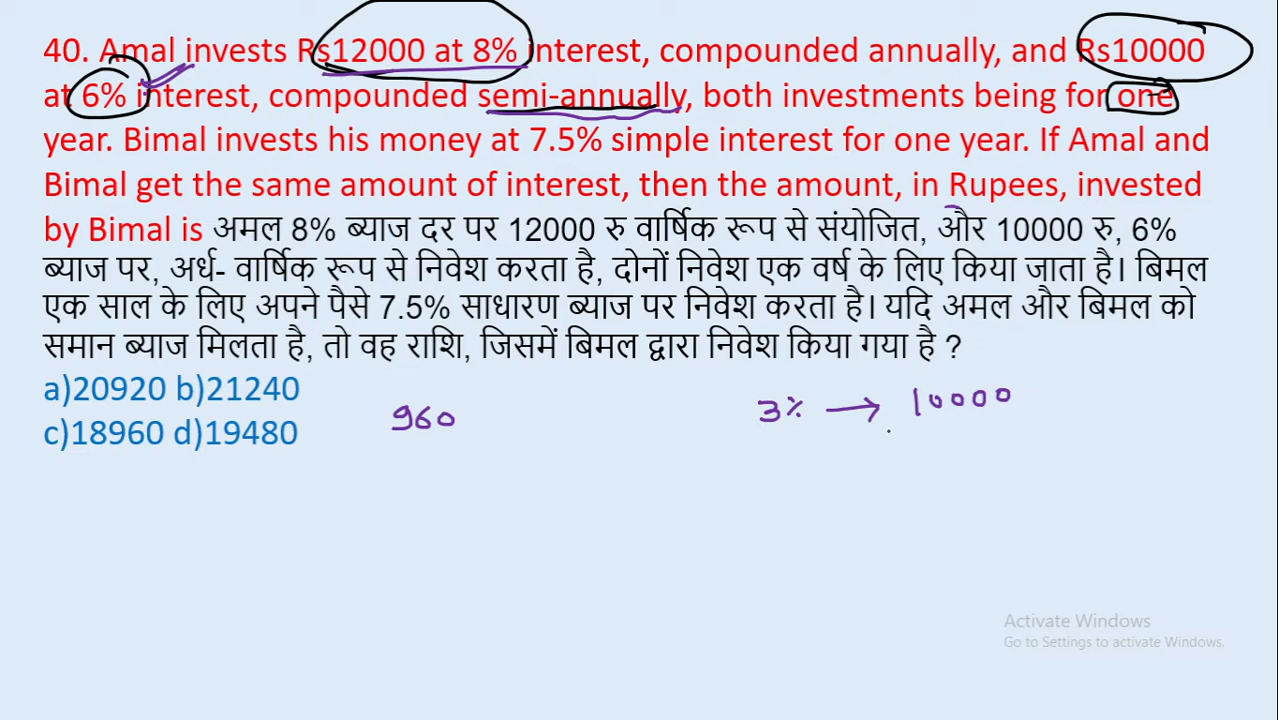 40. Amal invests Rs12000 at 8% interest, compounded annually, and Rs10000
at 6% interest, compounded semi-annually, both investments being for one
year. Bimal invests his money at 7.5% simple interest for one year. If Amal and
Bimal get the same amount of interest, then the amount, in Rupees, invested
by Bimal is अमल 8% ब्याज दर पर 12000 रु वार्षिक रूप से संयोजित, और 10000 रु, 6%
ब्याज पर, अर्ध- वार्षिक रूप से निवेश करता है, दोनों निवेश एक वर्ष के लिए किया जाता है। बिमल
एक साल के लिए अपने पैसे 7.5% साधारण ब्याज पर निवेश करता है। यदि अमल और बिमल को
समान ब्याज मिलता है, तो वह राशि, जिसमें बिमल द्वारा निवेश किया गया है ?
a)20920 b)21240
c)18960 d)19480
960
3% → 10000
Activate Windows
Go to Settings to activate Windows.